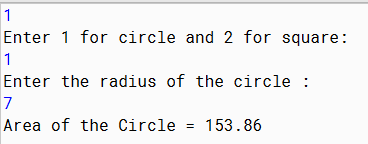 1
Enter 1 for circle and 2 for square:
1
Enter the radius of the circle :
7
Area of the Circle = 153.86